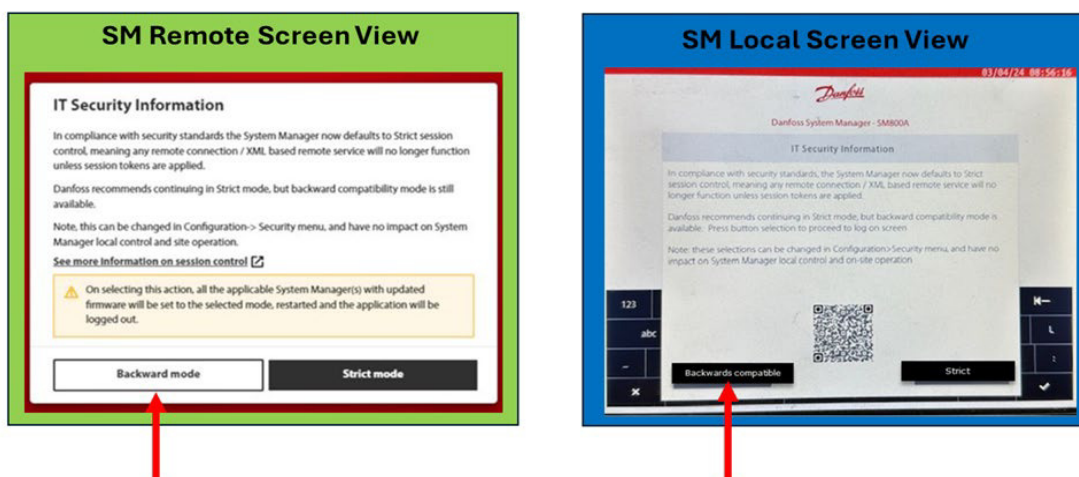 SM Remote Screen View
IT Security Information
In compliance with security standards the System Manager now defaults to Strict session
control, meaning any remote connection / XML based remote service will no longer function
unless session tokens are applied.
Danfoss recommends continuing in Strict mode, but backward compatibility mode is still
available.
Note, this can be changed in Configuration-> Security menu, and have no impact on System
Manager local control and site operation.
See more information on session control
On selecting this action, all the applicable System Manager(s) with updated
firmware will be set to the selected mode, restarted and the application will be
logged out.
Backward mode
Strict mode
SM Local Screen View
03/04/24 08:56:16
Danfoss
Danfoss System Manager - SM800A
IT Security Information
In compliance with security standards, the System Manager now defaults to Strict
session control, meaning any remote connection / XML based remote service will no
longer function unless session tokens are applied.
Danfoss recommends continuing in Strict mode, but backward compatibility mode is
available. Press button selection to proceed to log on screen
Note: these selections can be changed in Configuration>Security menu, and have no
impact on System Manager local control and on-site operation
123
abc
L
:
-
Backwards compatible
Strict